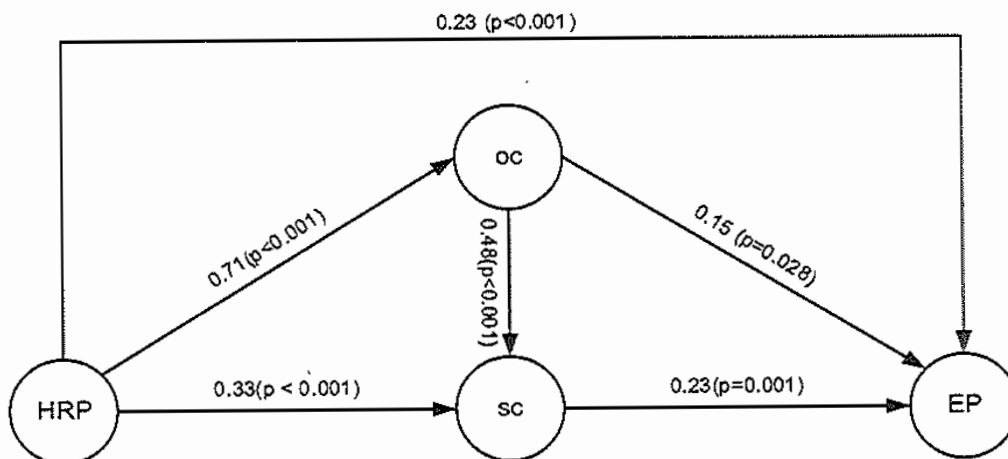 0.23 (p<0.001)
OC
0.71(p<0.001)
0.48(p<0.001)
0.15 (p=0.028)
HRP
0.33(p < 0.001)
SC
0.23(p=0.001)
EP